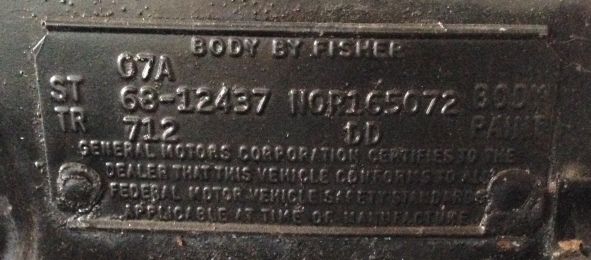 BODY BY FISHER
07A
ST 68-12437 NOR165072 BODY
TR 712 DD PAINT
GENERAL MOTORS CORPORATION CERTIFIES TO THE
DEALER THAT THIS VEHICLE CONFORMS TO ALL
FEDERAL MOTOR VEHICLE SAFETY STANDARDS
APPLICABLE AT TIME OF MANUFACTURE